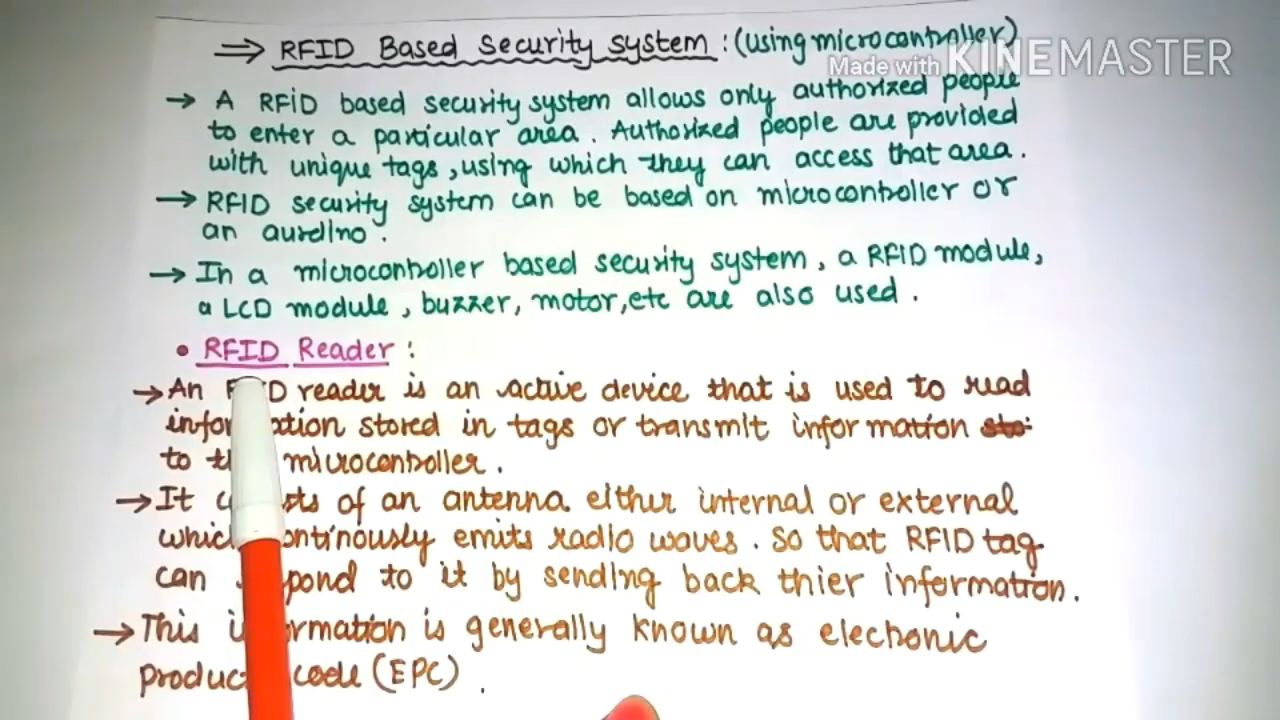 ⇒ RFID Based Security system : (using microcontroller)
Made with KINEMASTER
→ A RFiD based security system allows only authorized people
to enter a particular area. Authorized people are provided
with unique tags, using which they can access that area.
→ RFID security system can be based on microcontroller or
an aurdino.
→ In a microcontroller based security system, a RFID module,
a LCD module, buzzer, motor, etc are also used.
• RFID Reader :
→ An reader is an active device that is used to read
stored in tags or transmit information
to microcontroller.
→ It of an antenna either internal or external
emits radio waves. So that RFID tag
can to it by sending back thier information.
→ This is generally known as electronic
code (EPC).